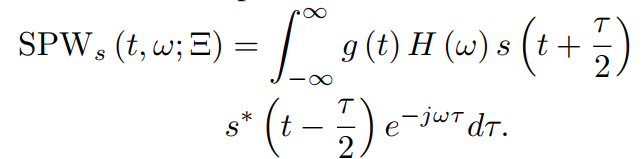 SPW_s (t, ω; Ξ) = ∫_{-∞}^{∞} g (t) H (ω) s (t + τ/2)
s* (t − τ/2) e^{−jωτ} dτ.